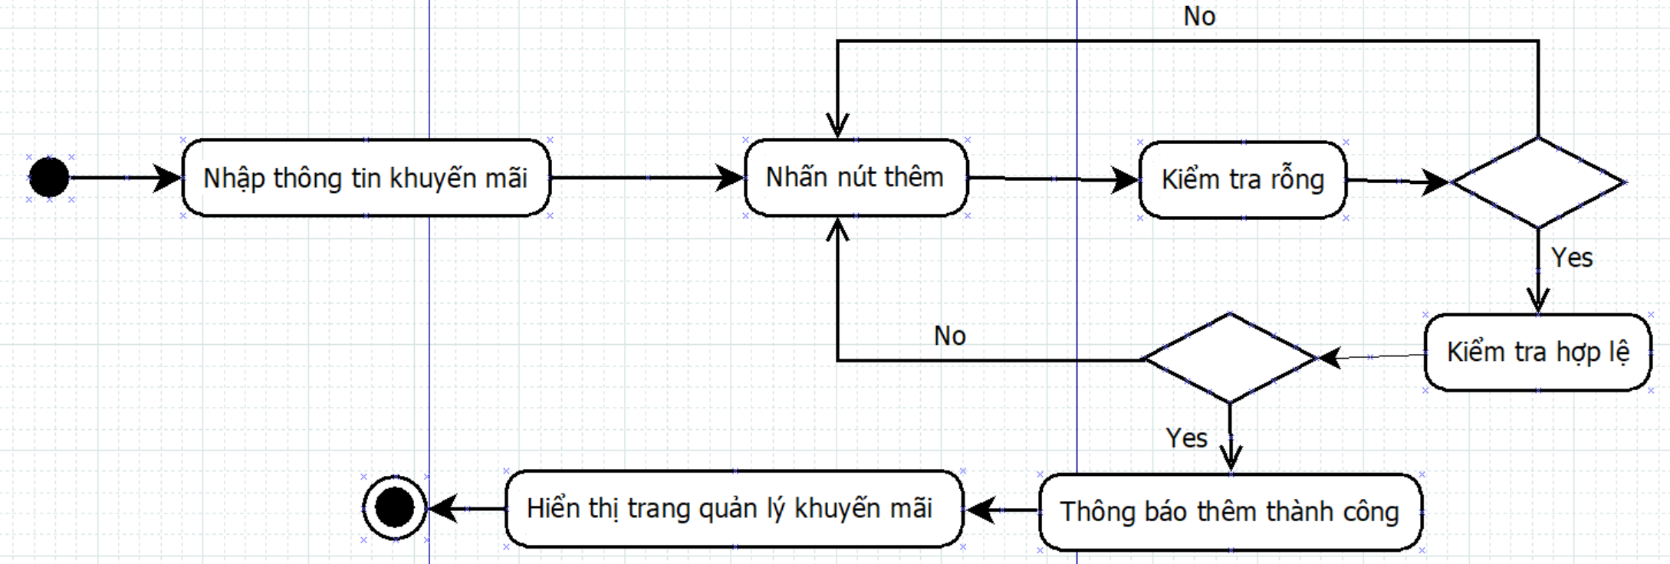 No
Nhập thông tin khuyến mãi
Nhấn nút thêm
Kiểm tra rỗng
Yes
No
Kiểm tra hợp lệ
Yes
Hiển thị trang quản lý khuyến mãi
Thông báo thêm thành công